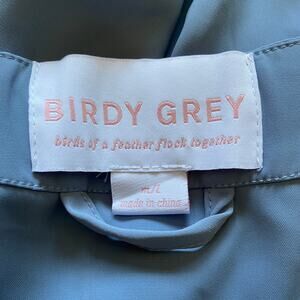 BIRDY GREY
birds of a feather flock together
M/L
made in china